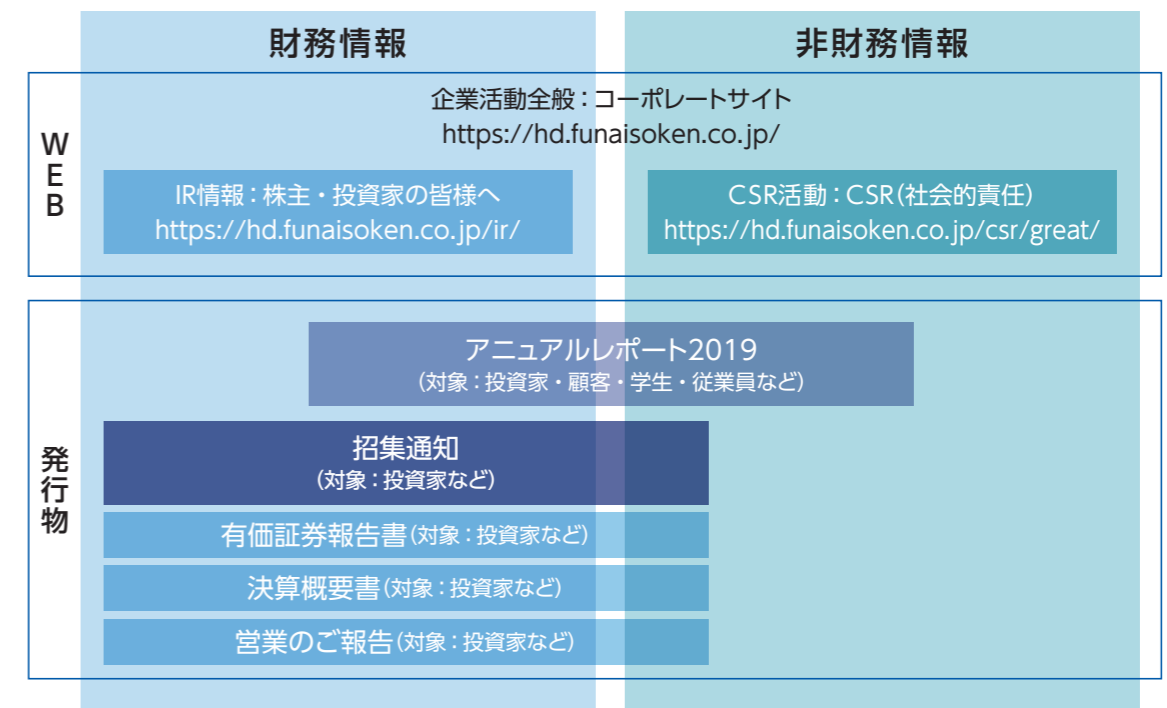 財務情報
非財務情報
WEB
企業活動全般：コーポレートサイト
https://hd.funaisoken.co.jp/
IR情報：株主・投資家の皆様へ
https://hd.funaisoken.co.jp/ir/
CSR活動：CSR（社会的責任）
https://hd.funaisoken.co.jp/csr/great/
発行物
アニュアルレポート2019
（対象：投資家・顧客・学生・従業員など）
招集通知
（対象：投資家など）
有価証券報告書（対象：投資家など）
決算概要書（対象：投資家など）
営業のご報告（対象：投資家など）